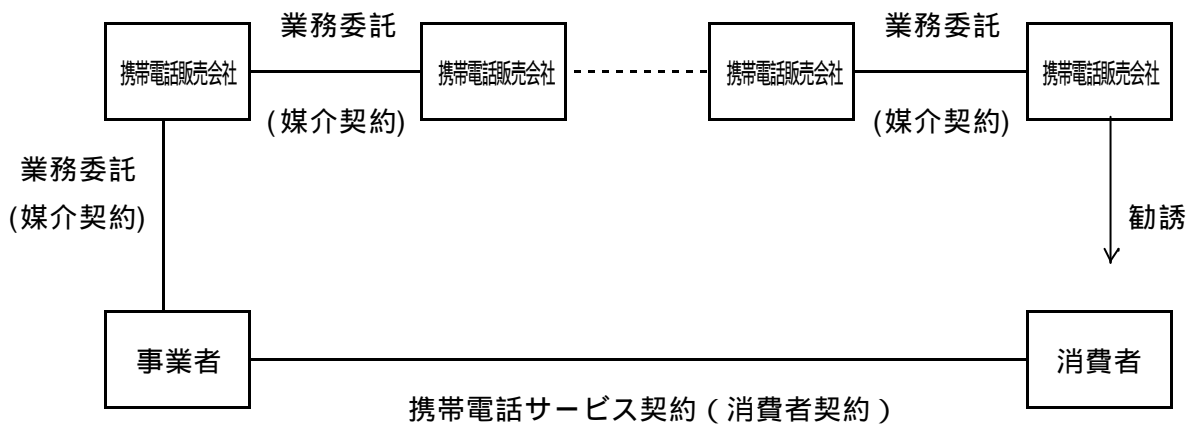 業務委託
業務委託
携帯電話販売会社
携帯電話販売会社
携帯電話販売会社
携帯電話販売会社
(媒介契約)
(媒介契約)
業務委託
(媒介契約)
勧誘
事業者
消費者
携帯電話サービス契約(消費者契約)